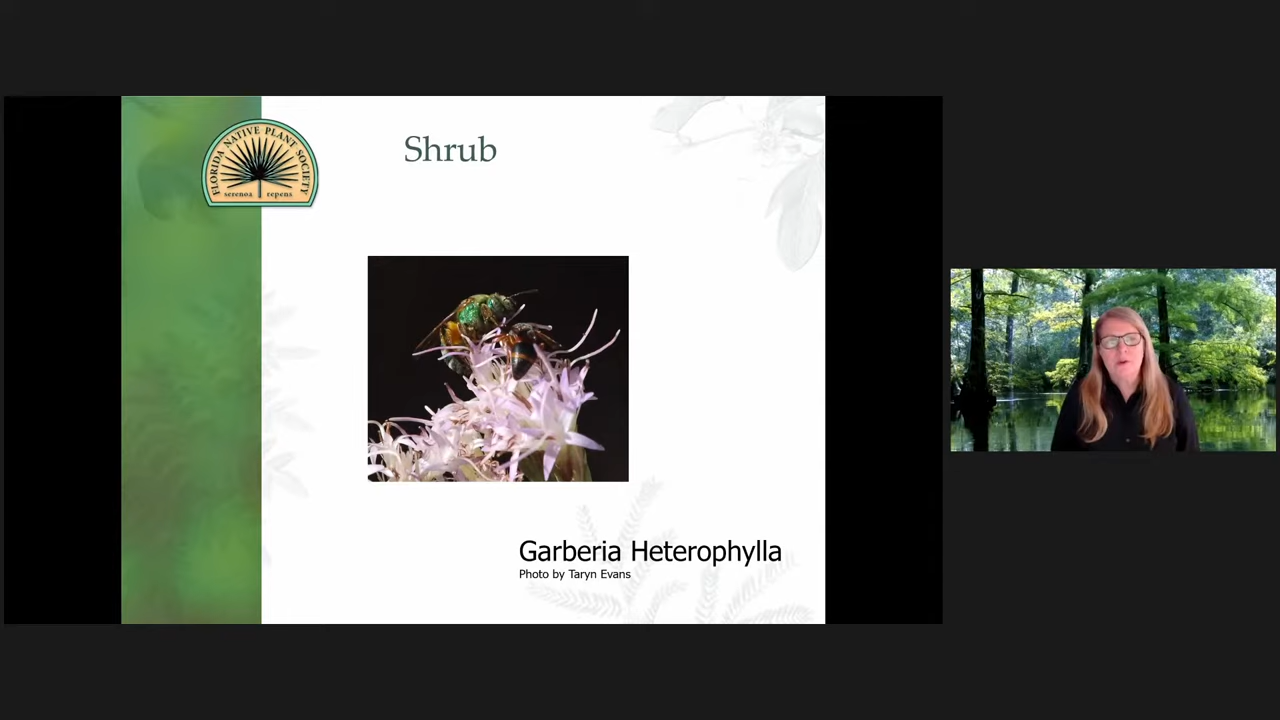 FLORIDA NATIVE PLANT SOCIETY
serenoa repens
Shrub
Garberia Heterophylla
Photo by Taryn Evans